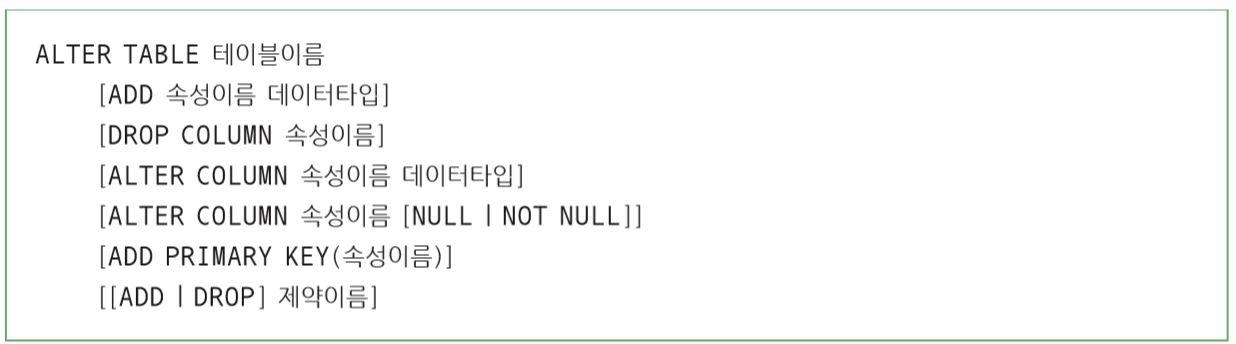 ALTER TABLE 테이블이름
[ADD 속성이름 데이터타입]
[DROP COLUMN 속성이름]
[ALTER COLUMN 속성이름 데이터타입]
[ALTER COLUMN 속성이름 [NULL | NOT NULL]]
[ADD PRIMARY KEY(속성이름)]
[[ADD | DROP] 제약이름]